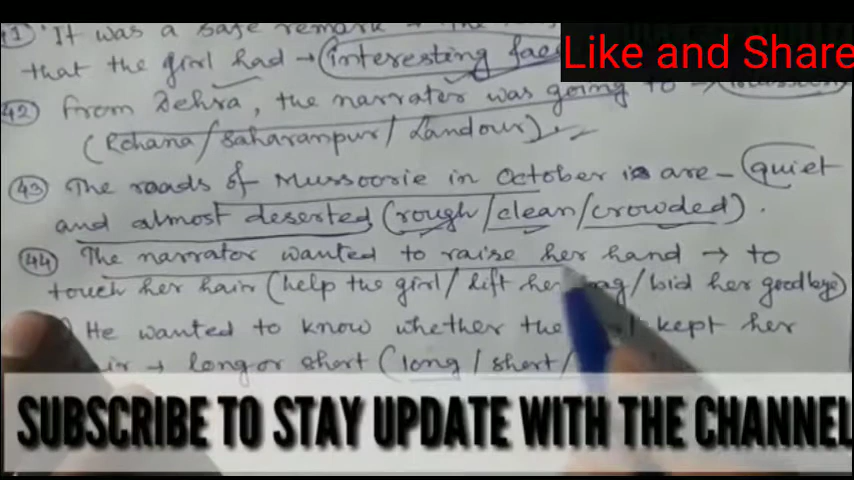 41) It was a safe remark → The
that the girl had → (interesting face
Like and Share
42 From Dehra, the narrator was going to →
(Rohana/Saharanpur/Landour)
43 The roads of Mussoorie in October is are - quiet
and almost deserted (rough/clean/crowded).
44 The narrator wanted to raise her hand → to
touch her hair (help the girl/lift her bag/bid her goodbye)
He wanted to know whether the kept her
→ long or short (long/short/
SUBSCRIBE TO STAY UPDATE WITH THE CHANNEL